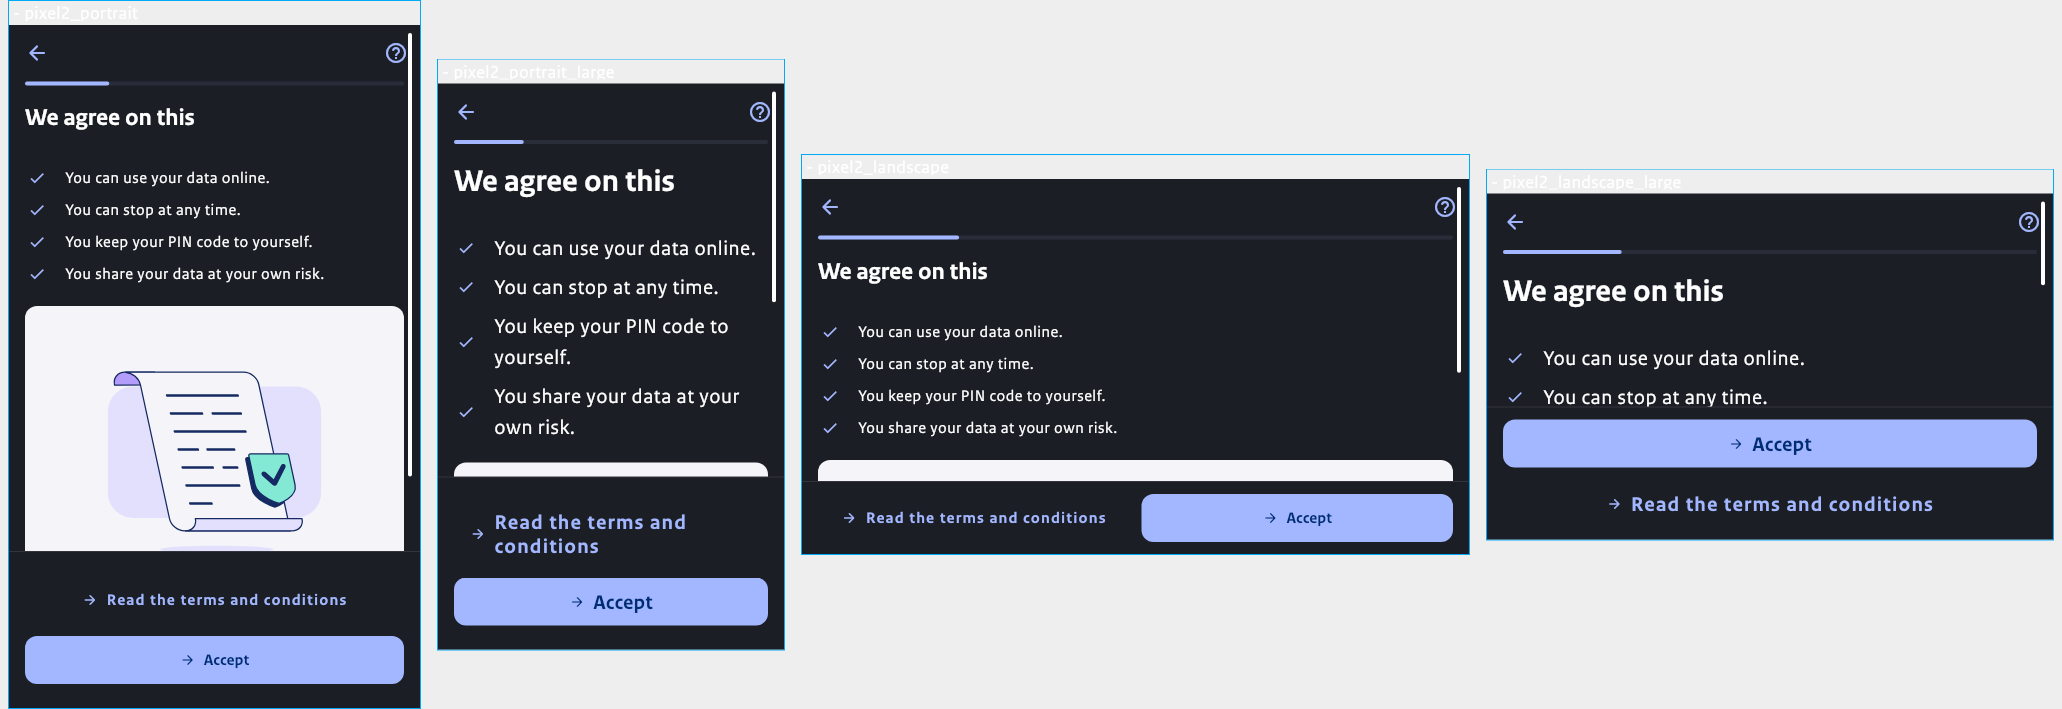 - pixel2_portrait
We agree on this
You can use your data online.
You can stop at any time.
You keep your PIN code to yourself.
You share your data at your own risk.
Read the terms and conditions
Accept
- pixel2_portrait_large
We agree on this
You can use your data online.
You can stop at any time.
You keep your PIN code to
yourself.
You share your data at your
own risk.
Read the terms and
conditions
Accept
- pixel2_landscape
We agree on this
You can use your data online.
You can stop at any time.
You keep your PIN code to yourself.
You share your data at your own risk.
Read the terms and conditions
Accept
- pixel2_landscape_large
We agree on this
You can use your data online.
You can stop at any time.
Accept
Read the terms and conditions